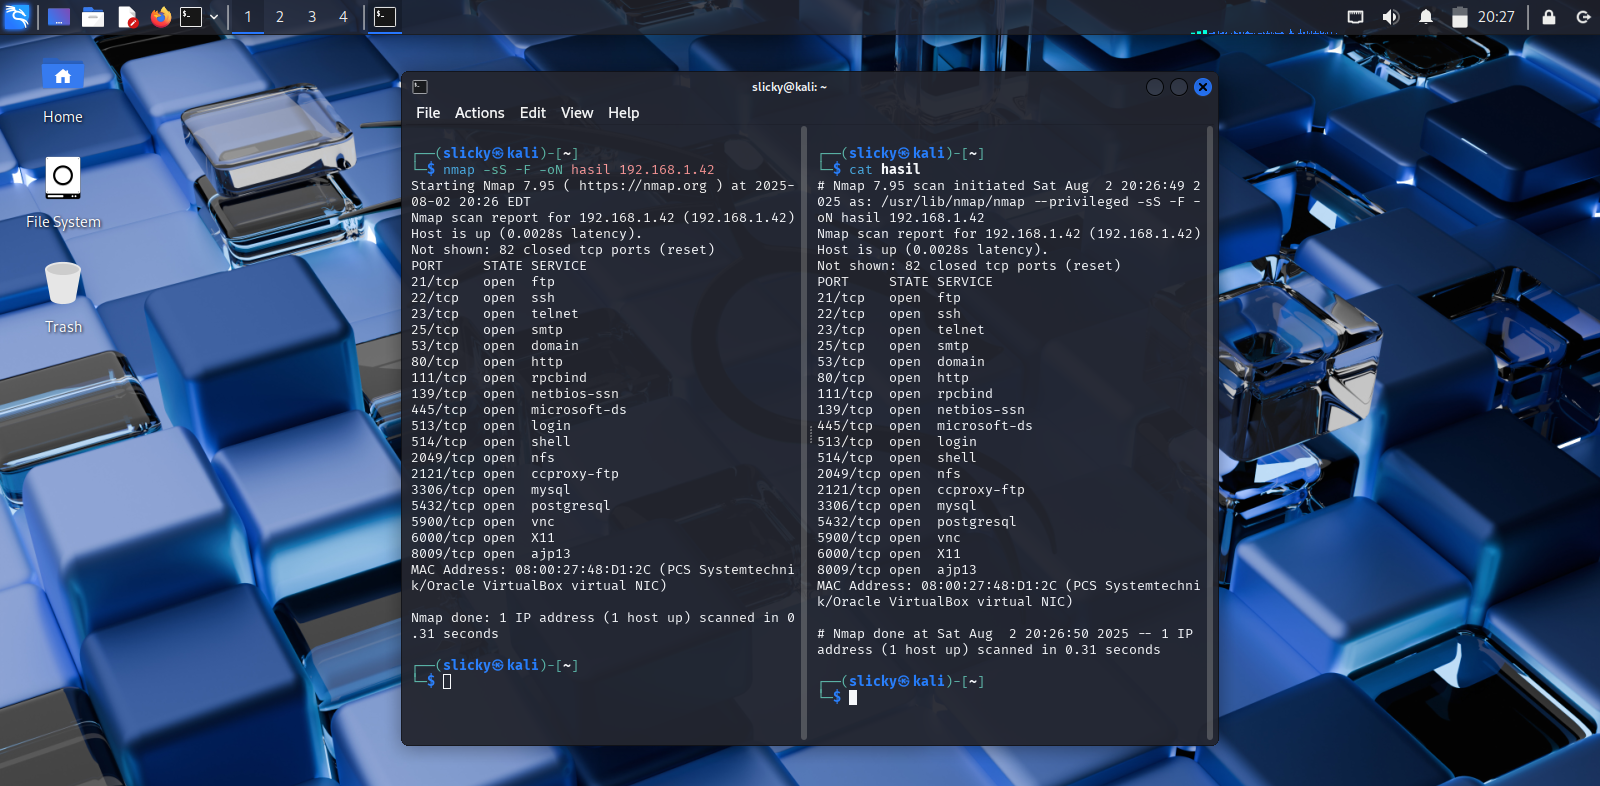 1 2 3 4
20:27
Home
File System
Trash
slicky@kali: ~
File Actions Edit View Help
┌──(slicky㉿kali)-[~]
└─$ nmap -sS -F -oN hasil 192.168.1.42
Starting Nmap 7.95 ( https://nmap.org ) at 2025-
08-02 20:26 EDT
Nmap scan report for 192.168.1.42 (192.168.1.42)
Host is up (0.0028s latency).
Not shown: 82 closed tcp ports (reset)
PORT     STATE SERVICE
21/tcp   open  ftp
22/tcp   open  ssh
23/tcp   open  telnet
25/tcp   open  smtp
53/tcp   open  domain
80/tcp   open  http
111/tcp  open  rpcbind
139/tcp  open  netbios-ssn
445/tcp  open  microsoft-ds
513/tcp  open  login
514/tcp  open  shell
2049/tcp open  nfs
2121/tcp open  ccproxy-ftp
3306/tcp open  mysql
5432/tcp open  postgresql
5900/tcp open  vnc
6000/tcp open  X11
8009/tcp open  ajp13
MAC Address: 08:00:27:48:D1:2C (PCS Systemtechni
k/Oracle VirtualBox virtual NIC)
Nmap done: 1 IP address (1 host up) scanned in 0
.31 seconds
┌──(slicky㉿kali)-[~]
└─$
┌──(slicky㉿kali)-[~]
└─$ cat hasil
# Nmap 7.95 scan initiated Sat Aug  2 20:26:49 2
025 as: /usr/lib/nmap/nmap --privileged -sS -F -
oN hasil 192.168.1.42
Nmap scan report for 192.168.1.42 (192.168.1.42)
Host is up (0.0028s latency).
Not shown: 82 closed tcp ports (reset)
PORT     STATE SERVICE
21/tcp   open  ftp
22/tcp   open  ssh
23/tcp   open  telnet
25/tcp   open  smtp
53/tcp   open  domain
80/tcp   open  http
111/tcp  open  rpcbind
139/tcp  open  netbios-ssn
445/tcp  open  microsoft-ds
513/tcp  open  login
514/tcp  open  shell
2049/tcp open  nfs
2121/tcp open  ccproxy-ftp
3306/tcp open  mysql
5432/tcp open  postgresql
5900/tcp open  vnc
6000/tcp open  X11
8009/tcp open  ajp13
MAC Address: 08:00:27:48:D1:2C (PCS Systemtechni
k/Oracle VirtualBox virtual NIC)
# Nmap done at Sat Aug  2 20:26:50 2025 -- 1 IP
address (1 host up) scanned in 0.31 seconds
┌──(slicky㉿kali)-[~]
└─$